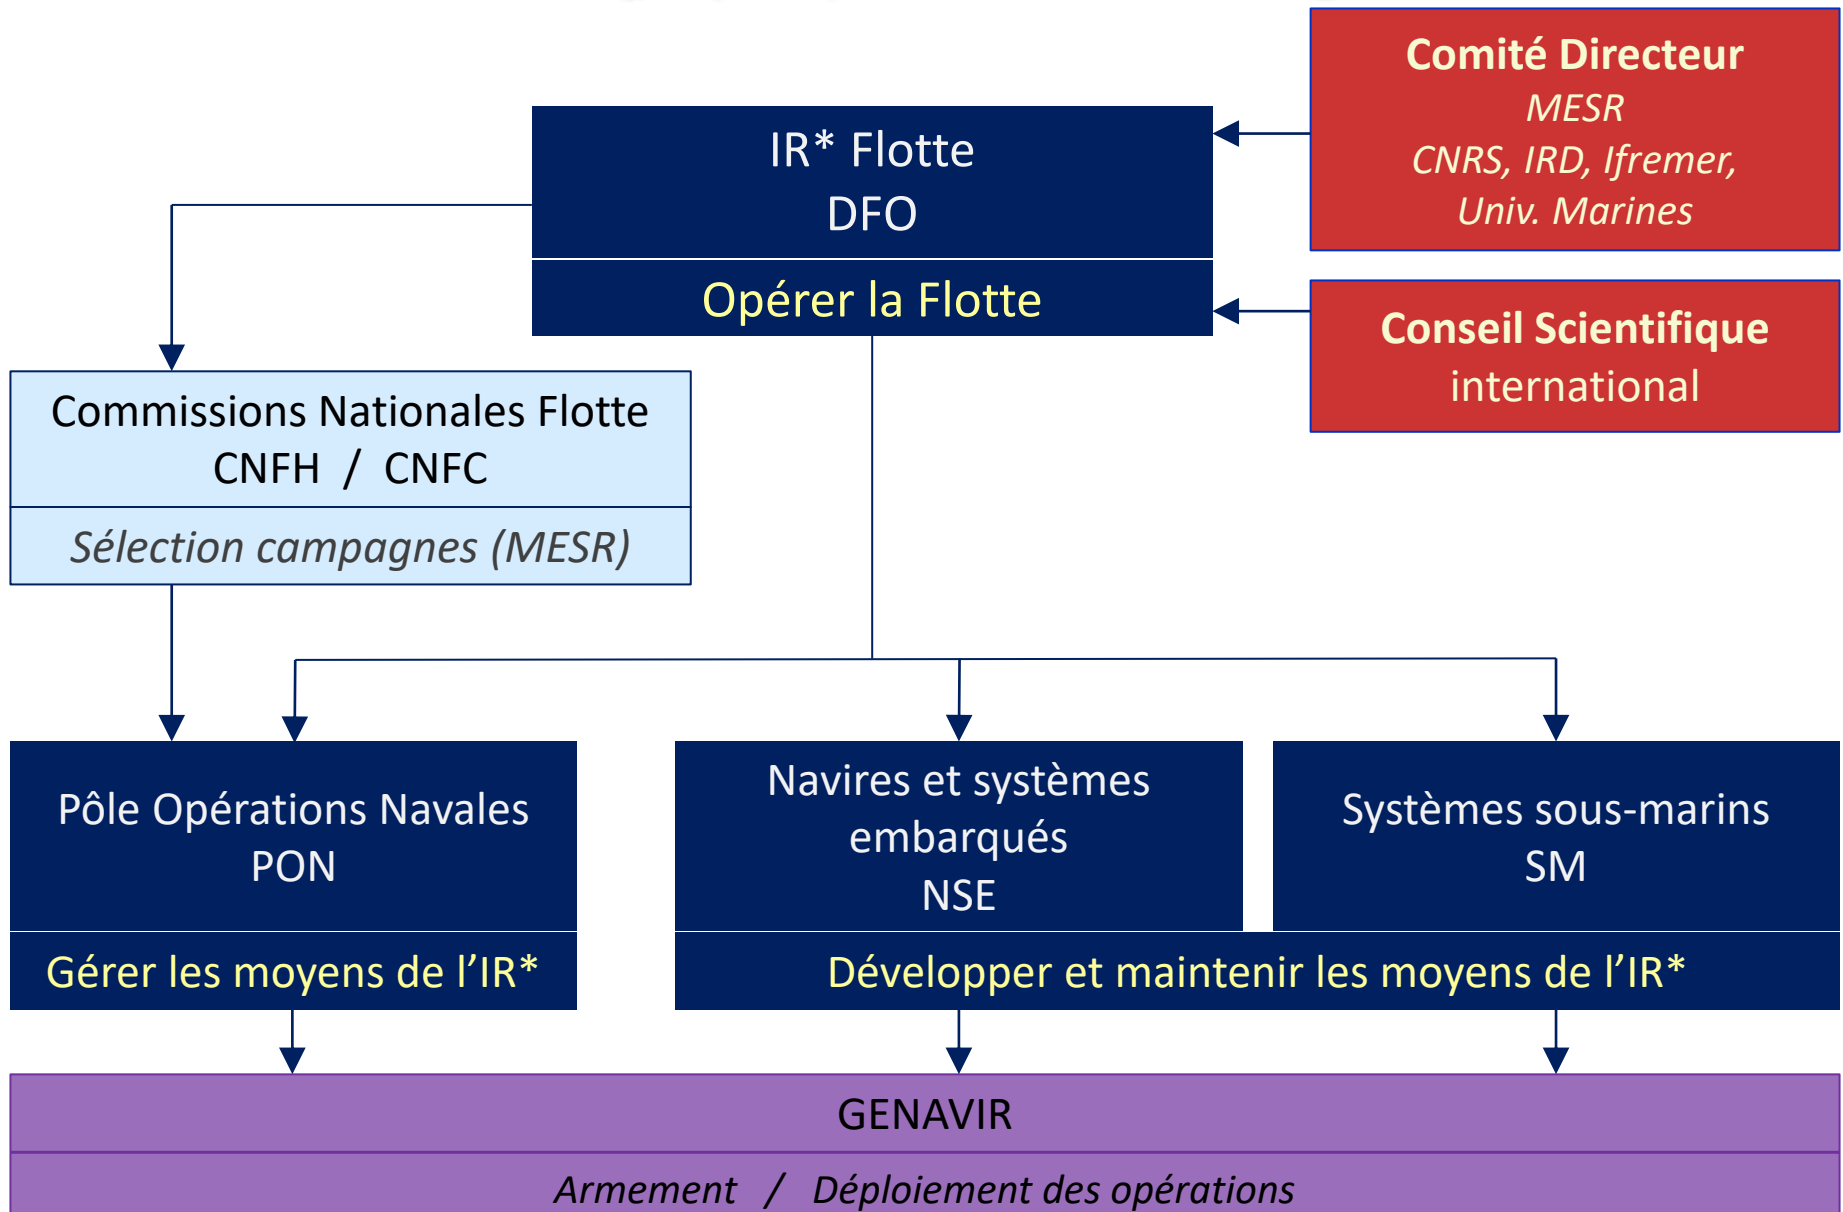 Comité Directeur
MESR
CNRS, IRD, Ifremer,
Univ. Marines
IR* Flotte
DFO
Opérer la Flotte
Conseil Scientifique
international
Commissions Nationales Flotte
CNFH / CNFC
Sélection campagnes (MESR)
Pôle Opérations Navales
PON
Gérer les moyens de l’IR*
Navires et systèmes
embarqués
NSE
Systèmes sous-marins
SM
Développer et maintenir les moyens de l’IR*
GENAVIR
Armement / Déploiement des opérations